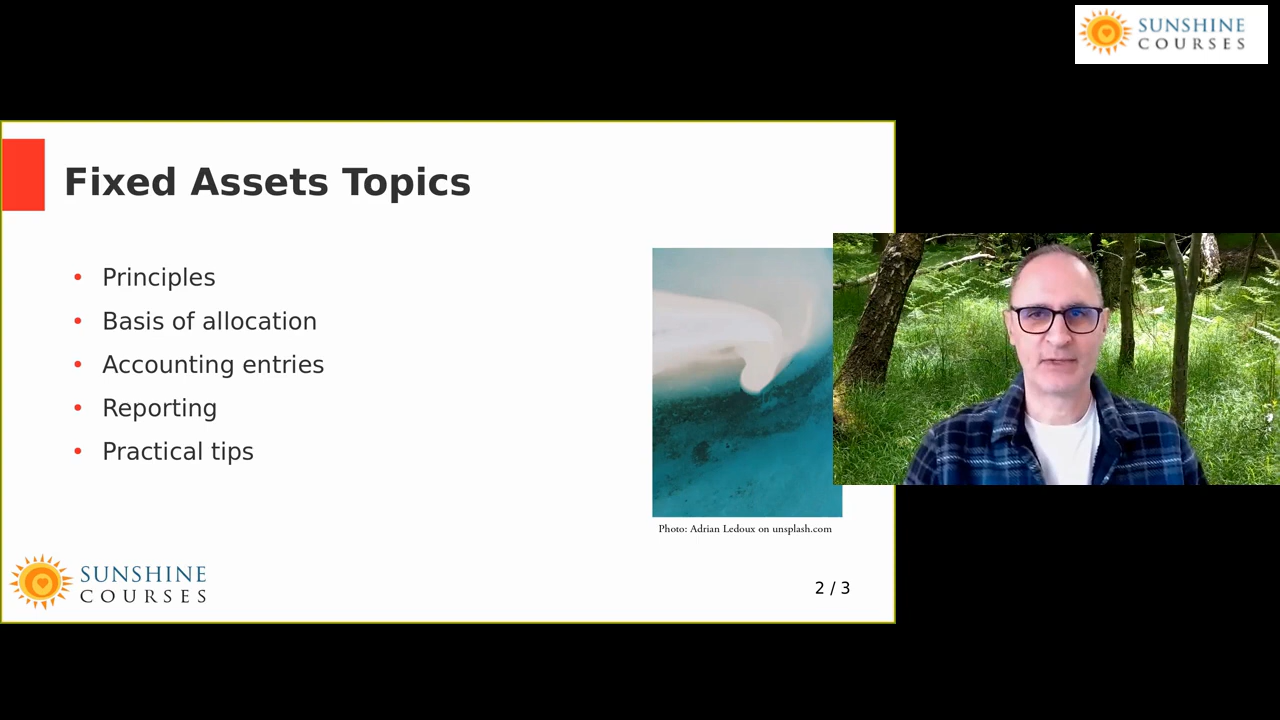 SUNSHINE
COURSES
Fixed Assets Topics
• Principles
• Basis of allocation
• Accounting entries
• Reporting
• Practical tips
Photo: Adrian Ledoux on unsplash.com
SUNSHINE
COURSES
2 / 3